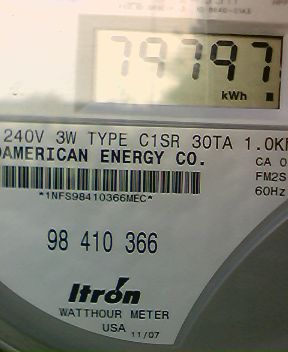 79797
kWh
240V 3W TYPE C1SR 30TA 1.0K
AMERICAN ENERGY CO.
CA 0
FM2S
60Hz
*1NFS98410366MEC*
98 410 366
Itron
WATTHOUR METER
USA 11/07